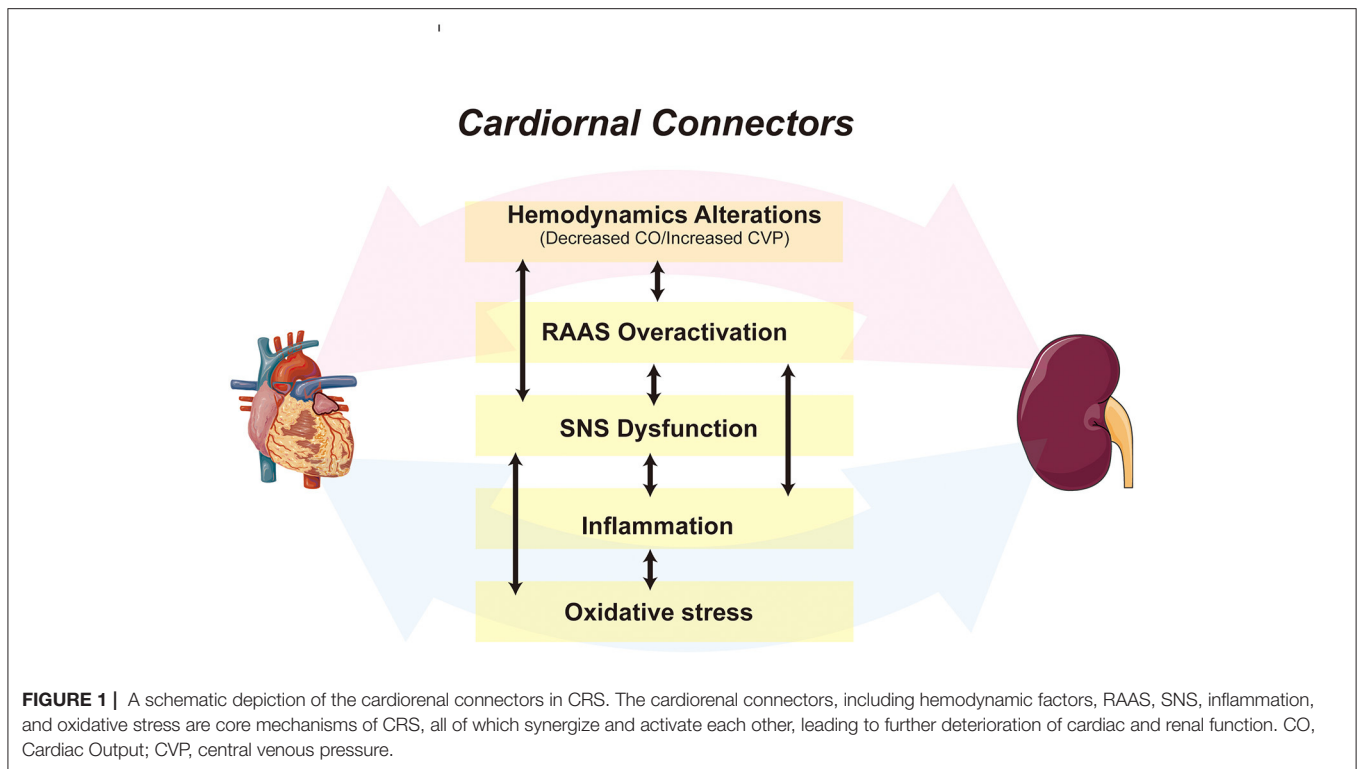 Cardiornal Connectors
Hemodynamics Alterations
(Decreased CO/Increased CVP)
RAAS Overactivation
SNS Dysfunction
Inflammation
Oxidative stress
FIGURE 1 | A schematic depiction of the cardiorenal connectors in CRS. The cardiorenal connectors, including hemodynamic factors, RAAS, SNS, inflammation,
and oxidative stress are core mechanisms of CRS, all of which synergize and activate each other, leading to further deterioration of cardiac and renal function. CO,
Cardiac Output; CVP, central venous pressure.